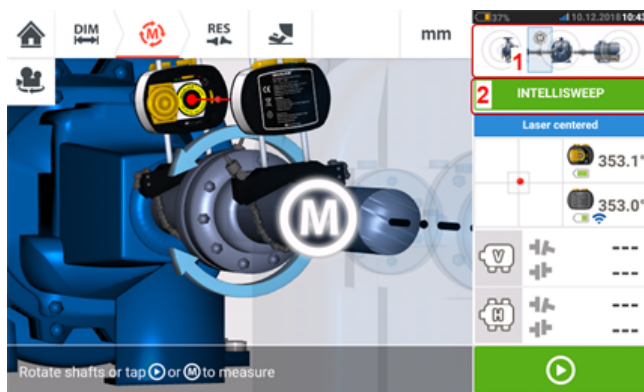 37% 10.12.2018 10:43
DIM
M
RES
mm
1
2 INTELLISWEEP
Laser centered
353.1°
353.0°
M
V
---
---
H
---
---
Rotate shafts or tap or M to measure